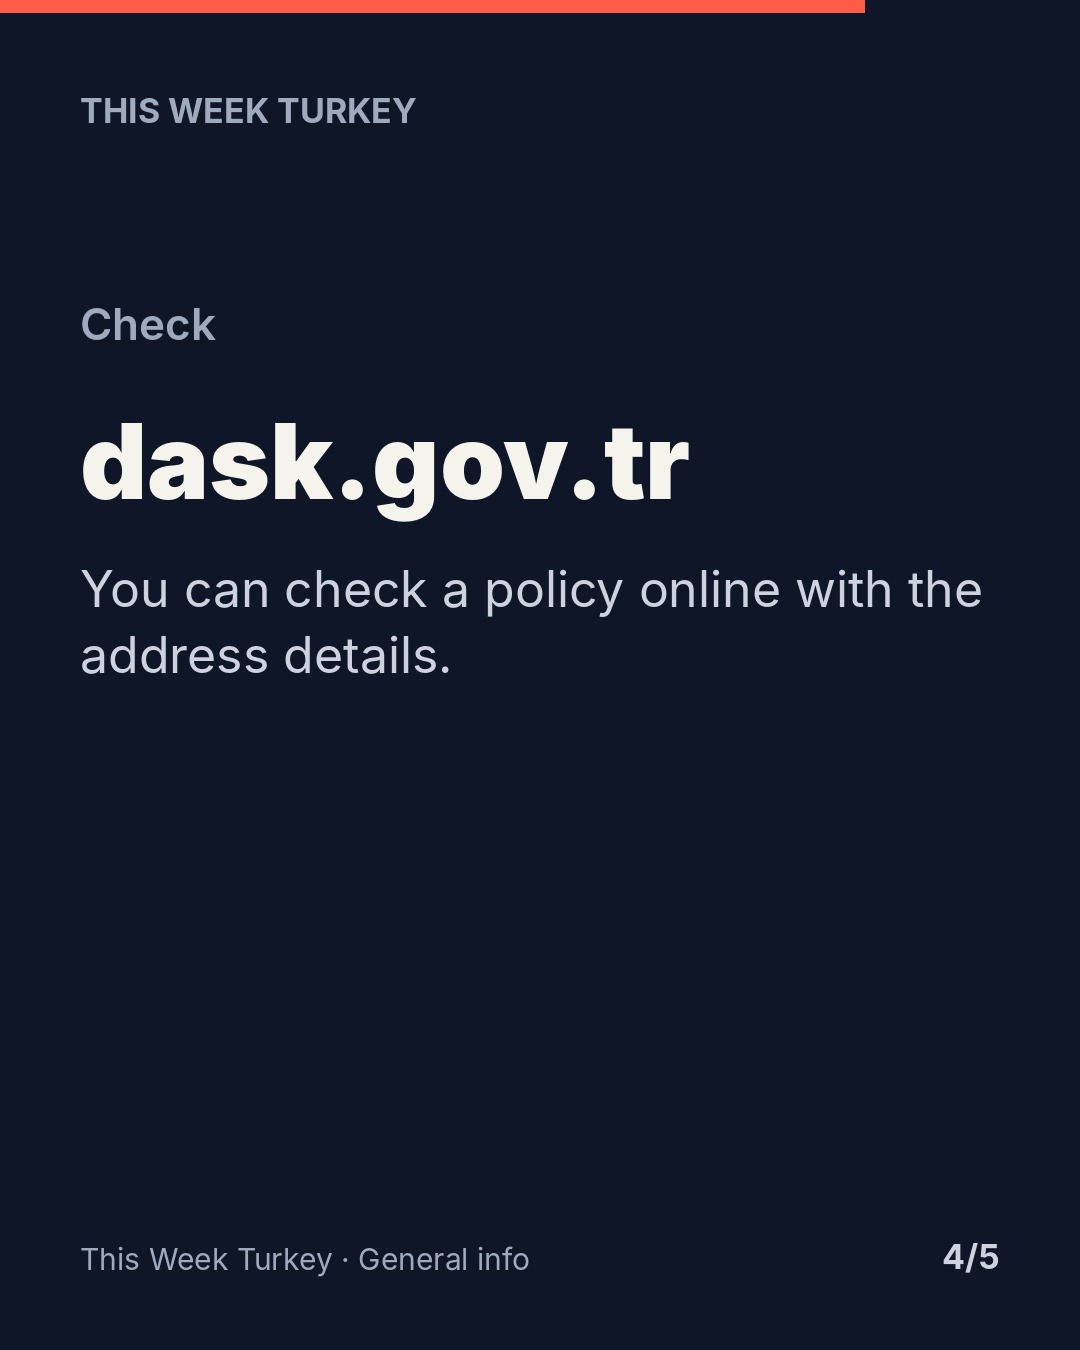 THIS WEEK TURKEY
Check
dask.gov.tr
You can check a policy online with the
address details.
This Week Turkey · General info
4/5